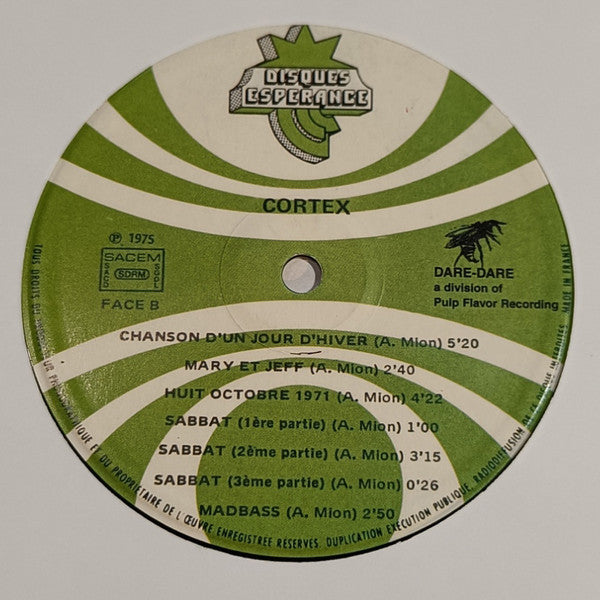 DISQUES
ESPERANCE
CORTEX
℗ 1975
SACEM
SACD
SDRM
SGDL
FACE B
DARE-DARE
a division of
Pulp Flavor Recording
CHANSON D'UN JOUR D'HIVER (A. Mion) 5'20
MARY ET JEFF (A. Mion) 2'40
HUIT OCTOBRE 1971 (A. Mion) 4'22
SABBAT (1ère partie) (A. Mion) 1'00
SABBAT (2ème partie) (A. Mion) 3'15
SABBAT (3ème partie) (A. Mion) 0'26
MADBASS (A. Mion) 2'50
TOUS DROITS DU PRODUCTEUR PHONOGRAPHIQUE ET DU PROPRIETAIRE DE L'ŒUVRE ENREGISTREE RESERVES. DUPLICATION EXECUTION PUBLIQUE, RADIODIFFUSION DE CE DISQUE INTERDITES. MADE IN FRANCE